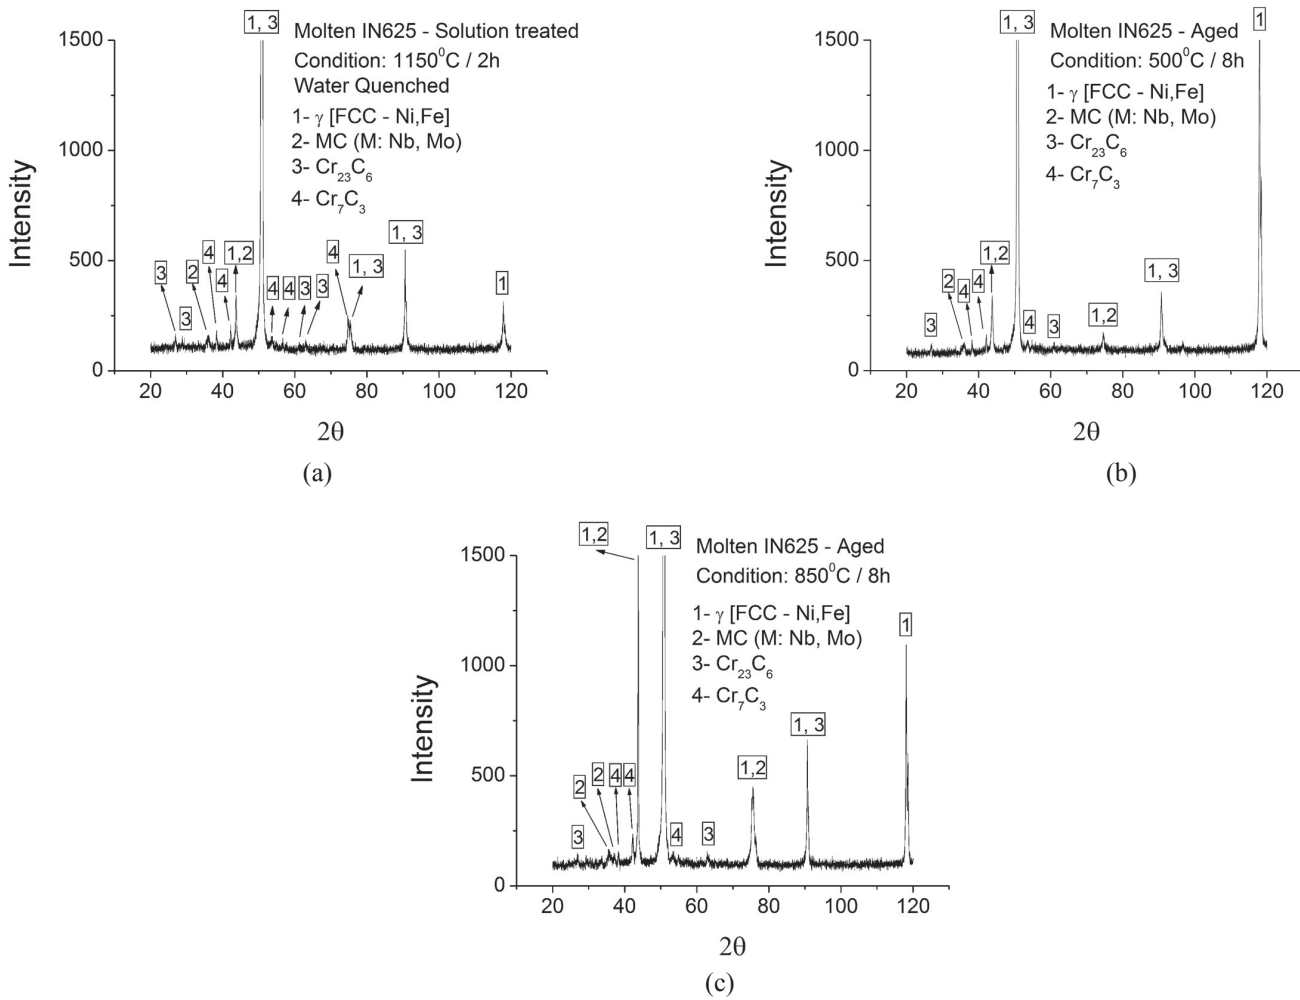 1, 3
Molten IN625 - Solution treated
Condition: 1150⁰C / 2h
Water Quenched
1- γ [FCC - Ni,Fe]
2- MC (M: Nb, Mo)
3- Cr₂₃C₆
4- Cr₇C₃
1500
1000
500
0
Intensity
3
3
2
4
4
1,2
4
4
3
3
4
1, 3
1, 3
1
20 40 60 80 100 120
2θ
(a)
1, 3
Molten IN625 - Aged
Condition: 500⁰C / 8h
1- γ [FCC - Ni,Fe]
2- MC (M: Nb, Mo)
3- Cr₂₃C₆
4- Cr₇C₃
1
1500
1000
500
0
Intensity
3
2
4
4
1,2
4
3
1,2
1, 3
20 40 60 80 100 120
2θ
(b)
1,2
1, 3
Molten IN625 - Aged
Condition: 850⁰C / 8h
1- γ [FCC - Ni,Fe]
2- MC (M: Nb, Mo)
3- Cr₂₃C₆
4- Cr₇C₃
1
1500
1000
500
0
Intensity
3
2
2
4
4
4
3
1,2
1, 3
20 40 60 80 100 120
2θ
(c)